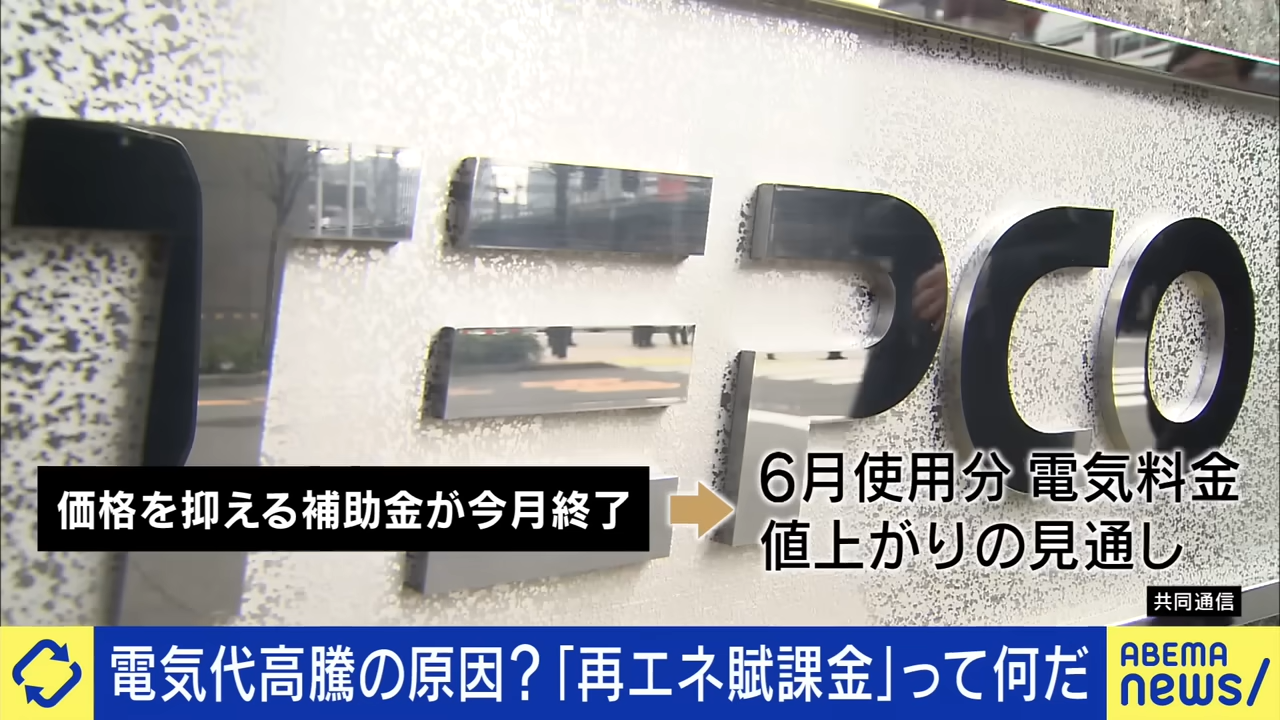 TEPCO
価格を抑える補助金が今月終了
6月使用分 電気料金
値上がりの見通し
共同通信
電気代高騰の原因?「再エネ賦課金」って何だ
ABEMA
news/